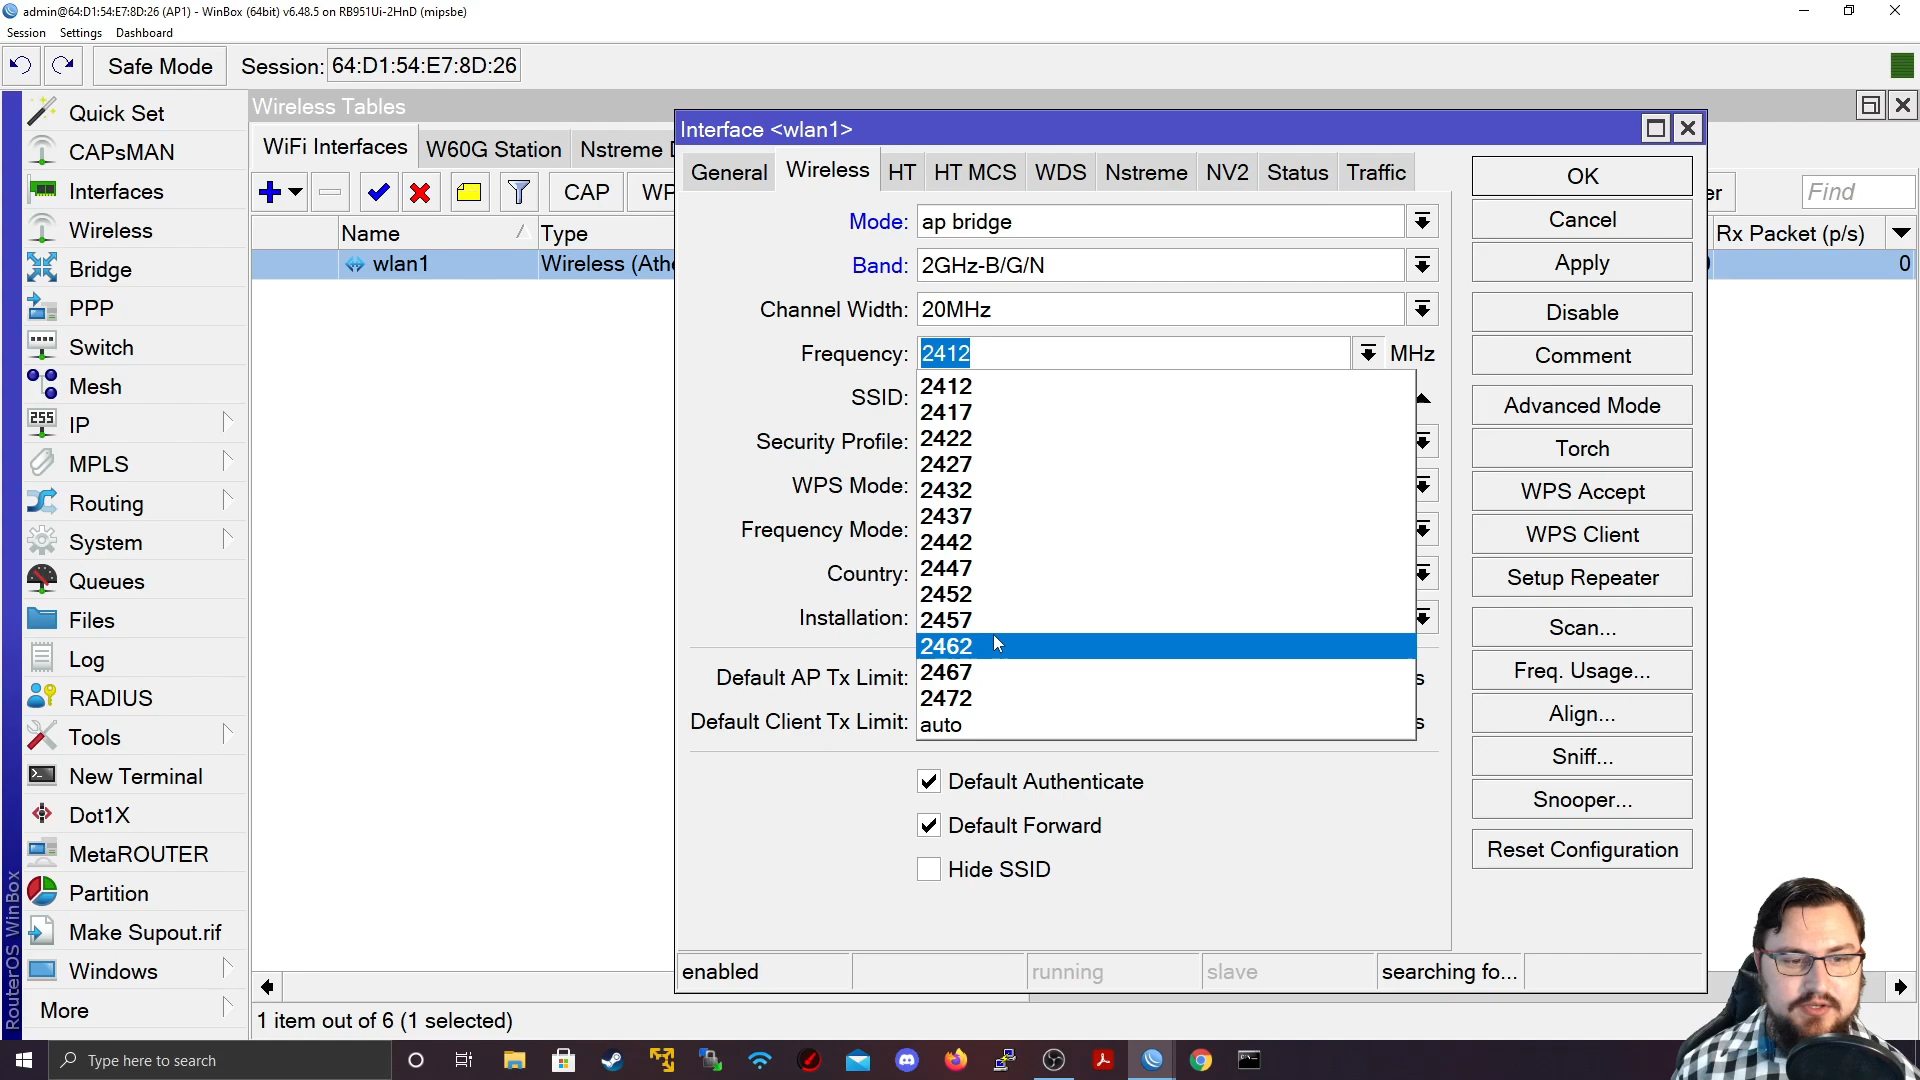 admin@64:D1:54:E7:8D:26 (AP1) - WinBox (64bit) v6.48.5 on RB951Ui-2HnD (mipsbe)
Session Settings Dashboard
Safe Mode Session: 64:D1:54:E7:8D:26
RouterOS WinBox
Quick Set
CAPsMAN
Interfaces
Wireless
Bridge
PPP
Switch
Mesh
255 IP
MPLS
Routing
System
Queues
Files
Log
RADIUS
Tools
New Terminal
Dot1X
MetaROUTER
Partition
Make Supout.rif
Windows
More
Wireless Tables
WiFi Interfaces W60G Station Nstreme
CAP
Find
Name Type Rx Packet (p/s)
wlan1 Wireless 0
1 item out of 6 (1 selected)
Interface <wlan1>
General Wireless HT HT MCS WDS Nstreme NV2 Status Traffic
Mode: ap bridge
Band: 2GHz-B/G/N
Channel Width: 20MHz
Frequency: 2412 MHz
SSID:
Security Profile:
WPS Mode:
Frequency Mode:
Country:
Installation:
Default AP Tx Limit:
Default Client Tx Limit:
2412
2417
2422
2427
2432
2437
2442
2447
2452
2457
2462
2467
2472
auto
Default Authenticate
Default Forward
Hide SSID
OK
Cancel
Apply
Disable
Comment
Advanced Mode
Torch
WPS Accept
WPS Client
Setup Repeater
Scan...
Freq. Usage...
Align...
Sniff...
Snooper...
Reset Configuration
enabled running slave searching fo...
Type here to search